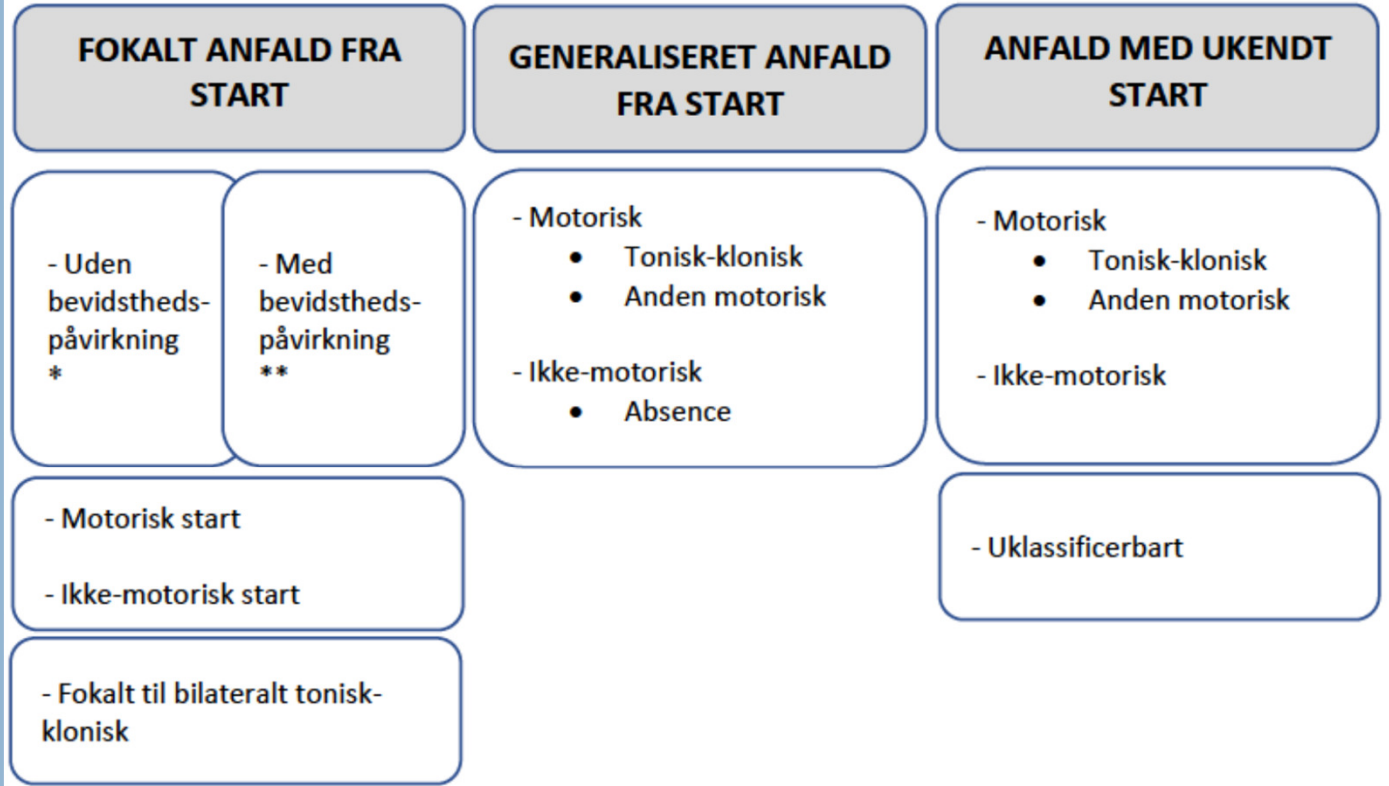 FOKALT ANFALD FRA
START
- Uden
bevidstheds-
påvirkning
*
- Med
bevidstheds-
påvirkning
**
- Motorisk start
- Ikke-motorisk start
- Fokalt til bilateralt tonisk-
klonisk
GENERALISERET ANFALD
FRA START
- Motorisk
• Tonisk-klonisk
• Anden motorisk
- Ikke-motorisk
• Absence
ANFALD MED UKENDT
START
- Motorisk
• Tonisk-klonisk
• Anden motorisk
- Ikke-motorisk
- Uklassificerbart